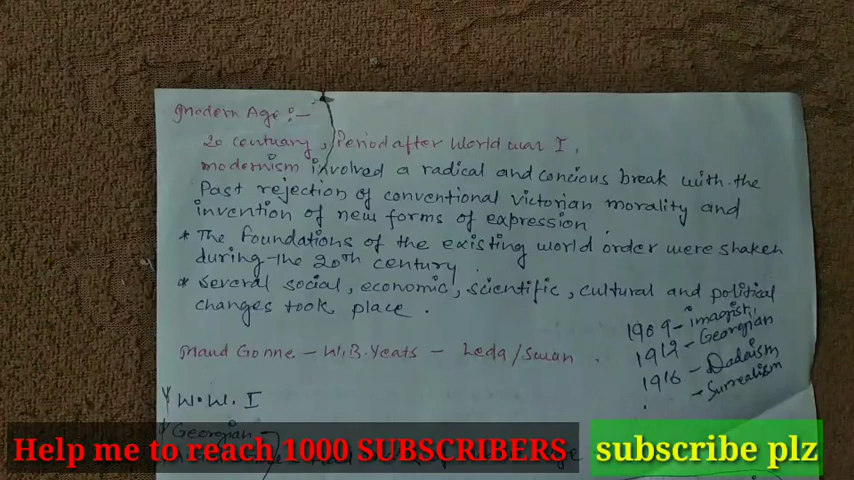 modern Age :-
20 centuary, Period after World war I.
modernism involved a radical and concious break with the
Past rejection of conventional Victorian morality and
invention of new forms of expression.
* The foundations of the existing world order were shaken
during the 20th century.
* Several social, economic, scientific, cultural and political
changes took place.
1909 - imagist
1912 - Georgian
1916 - Dadaism
- Surrealism
Maud Gonne - W.B. Yeats - Leda/Swan.
* W.W. I
* Georgian
Help me to reach 1000 SUBSCRIBERS
subscribe plz